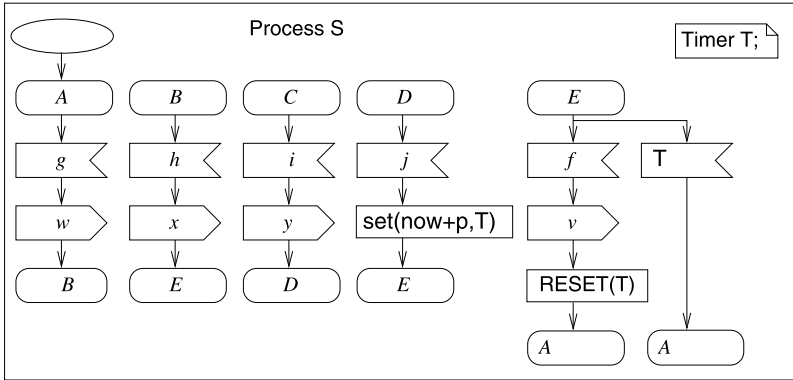 Process S
Timer T;
A B C D E
g h i j f T
w x y set(now+p,T) v
B E D E RESET(T)
A A